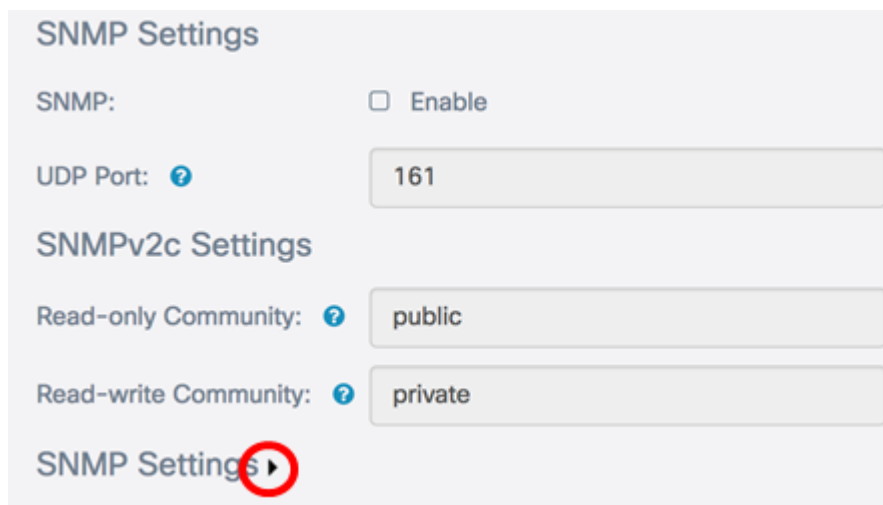 SNMP Settings
SNMP: Enable
UDP Port: ? 161
SNMPv2c Settings
Read-only Community: ? public
Read-write Community: ? private
SNMP Settings